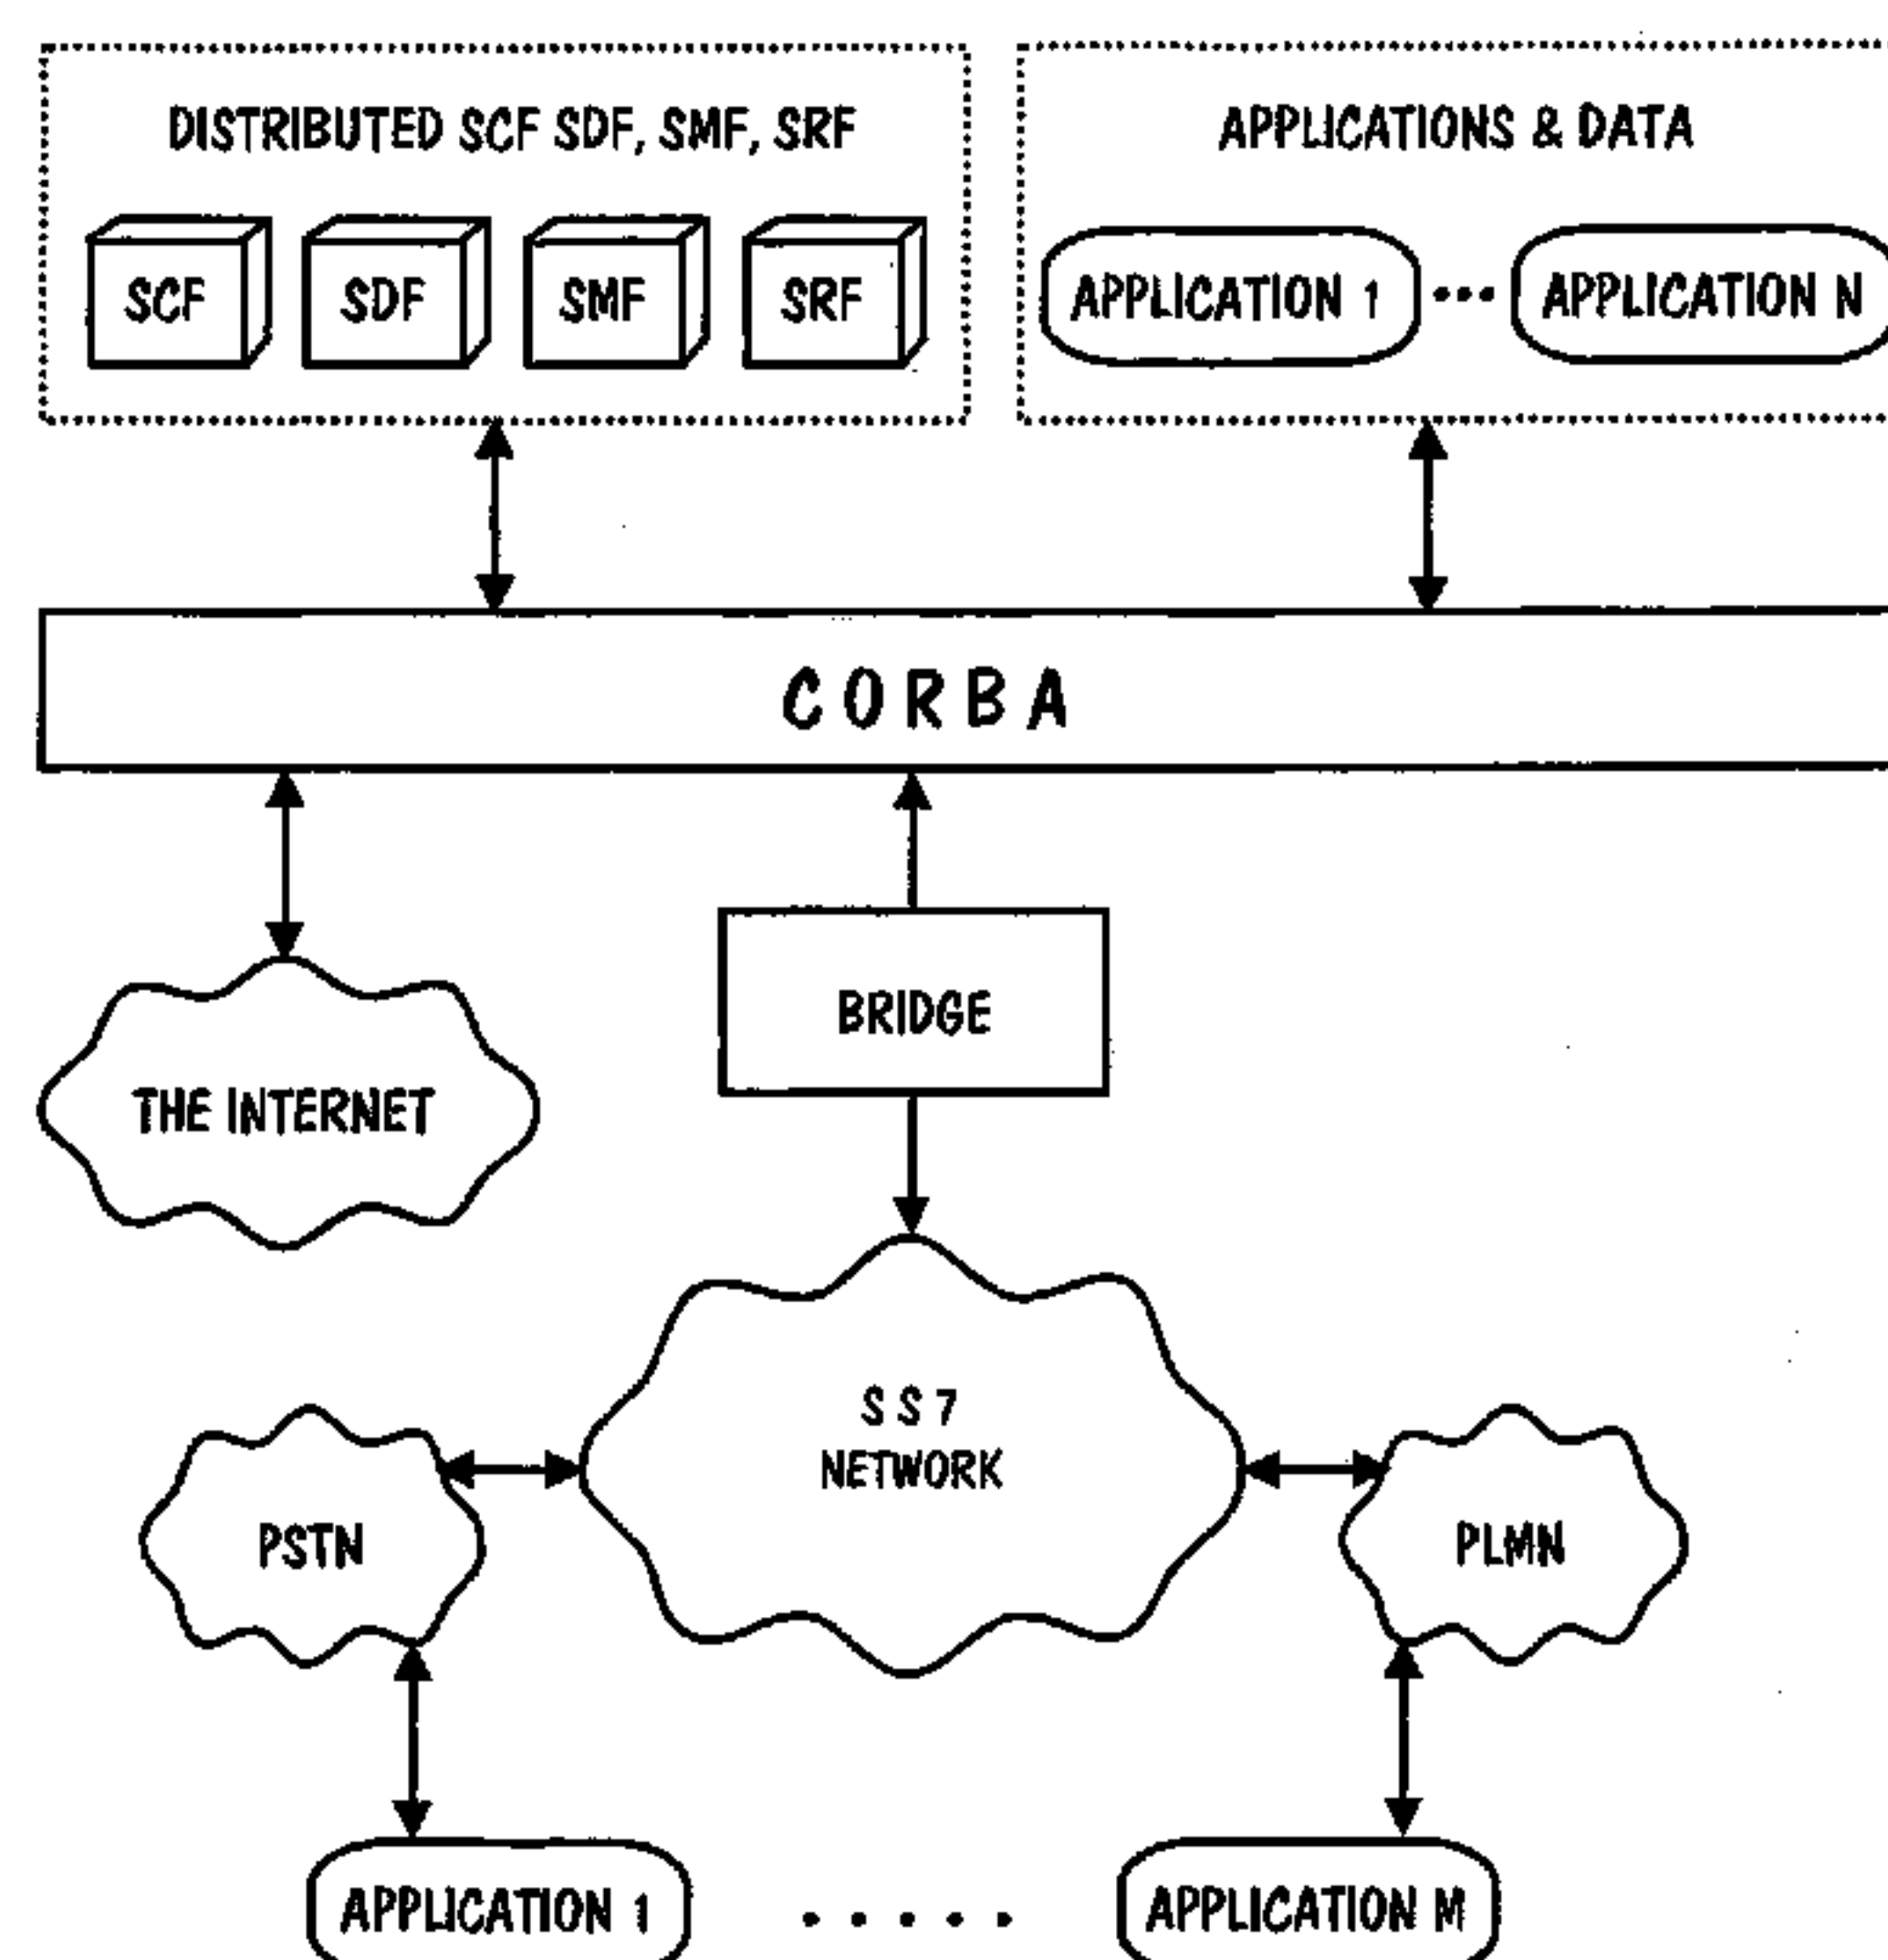 DISTRIBUTED SCF SDF, SMF, SRF
SCF SDF SMF SRF
APPLICATIONS & DATA
APPLICATION 1 ••• APPLICATION N
CORBA
THE INTERNET
BRIDGE
SS7
NETWORK
PSTN
PLMN
APPLICATION 1 • • • • • APPLICATION M